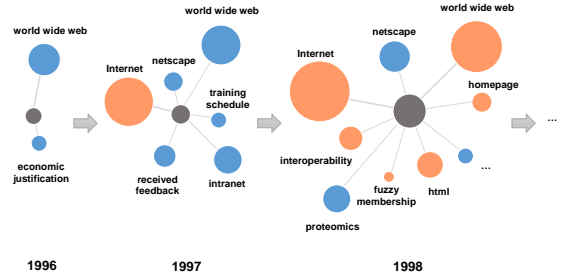 world wide web
economic
justification
1996
Internet
netscape
world wide web
training
schedule
received
feedback
intranet
1997
Internet
netscape
world wide web
homepage
interoperability
proteomics
fuzzy
membership
html
...
1998
...